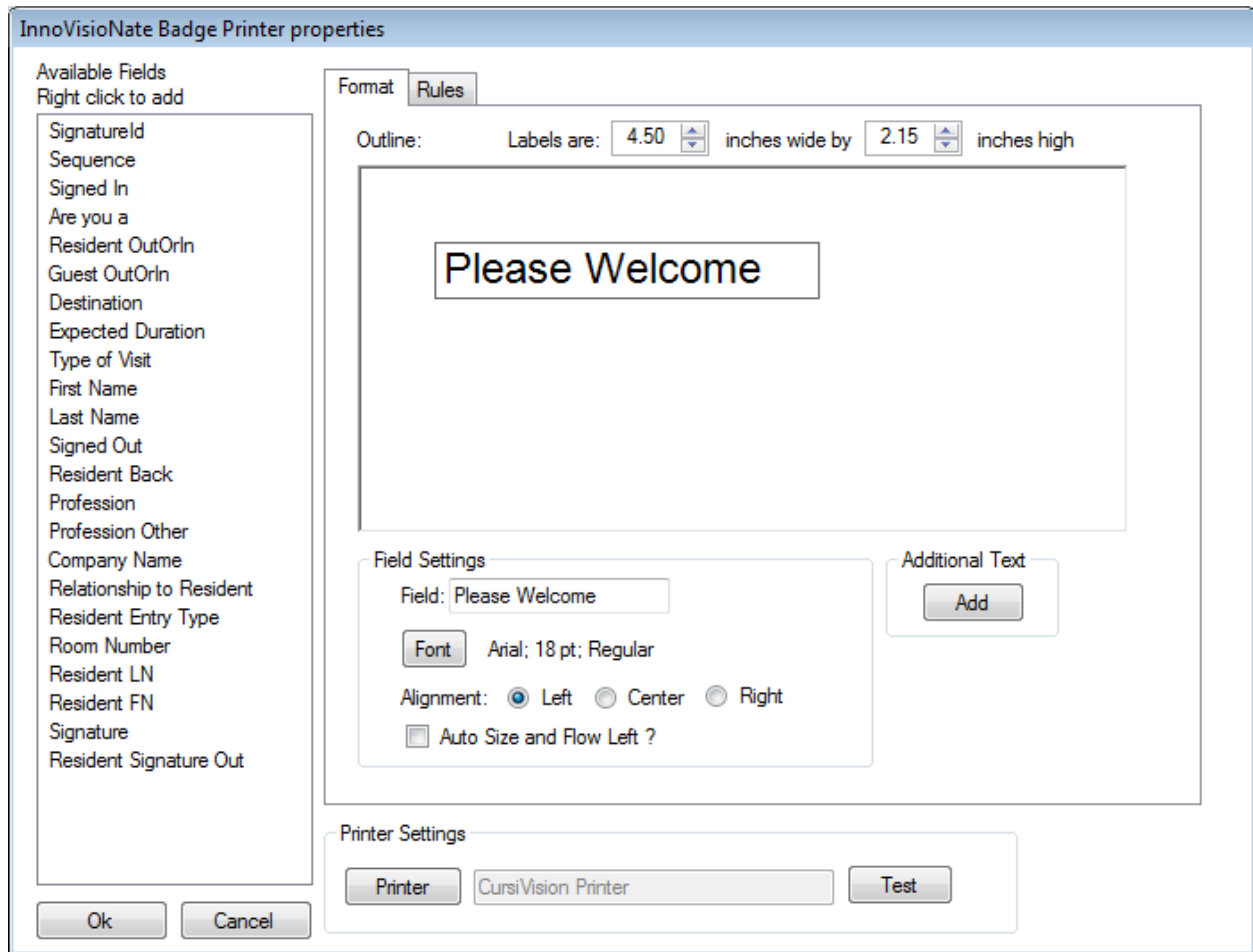 InnoVisioNate Badge Printer properties
Available Fields
Right click to add
SignatureId
Sequence
Signed In
Are you a
Resident OutOrIn
Guest OutOrIn
Destination
Expected Duration
Type of Visit
First Name
Last Name
Signed Out
Resident Back
Profession
Profession Other
Company Name
Relationship to Resident
Resident Entry Type
Room Number
Resident LN
Resident FN
Signature
Resident Signature Out
Ok Cancel
Format Rules
Outline: Labels are: 4.50 inches wide by 2.15 inches high
Please Welcome
Field Settings
Field: Please Welcome
Font Arial; 18 pt; Regular
Alignment: Left Center Right
Auto Size and Flow Left ?
Additional Text
Add
Printer Settings
Printer CursiVision Printer Test